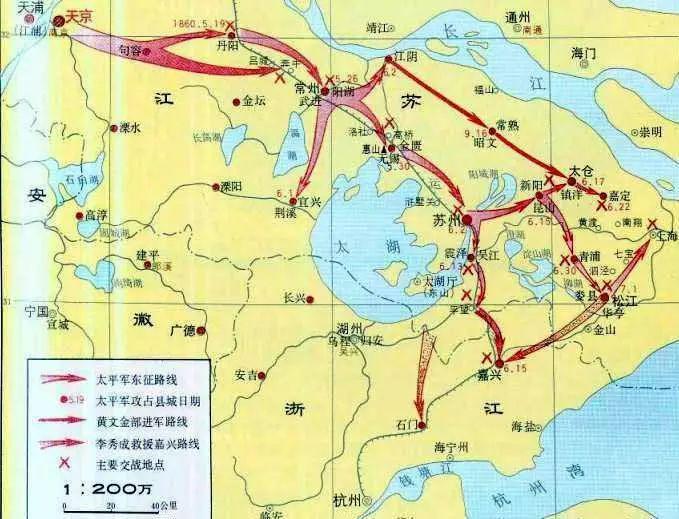 天浦
(江浦)
天京
南京
1860.5.19
丹阳
靖江
长
通州
南通
32
句容
吕城
奔牛
江阴
6.2
海门
江
金坛
常州
武进
阳湖
5.26
苏
福山
江
常熟
9.16
昭文
崇明
溧水
长荡湖
滆湖
洛社
高桥
惠山
金匮
无锡
5.30
安
石臼湖
高淳
固城湖
溧阳
6.1
宜兴
荆溪
阳城湖
浒墅关
苏州
6.2
新阳
昆山
6.15
太仓
镇洋
6.17
嘉定
6.22
黄渡
南翔
上海
太
湖
建平
郎溪
南漪湖
震泽
吴江
6.13
太湖厅
(东山)
淀山湖
青浦
6.30
七宝
泗泾
31
宁国
宣城
长兴
平望
7.1
娄县
松江
华亭
金山
徽
广德
湖州
乌程
归安
吴兴
安吉
嘉兴
6.15
浙
江
石门
海盐
海宁州
钱塘江
杭州湾
杭州
临安
太平军东征路线
5.19
太平军攻占县城日期
黄文金部进军路线
李秀成救援嘉兴路线
主要交战地点
1:200万
0 20 40公里